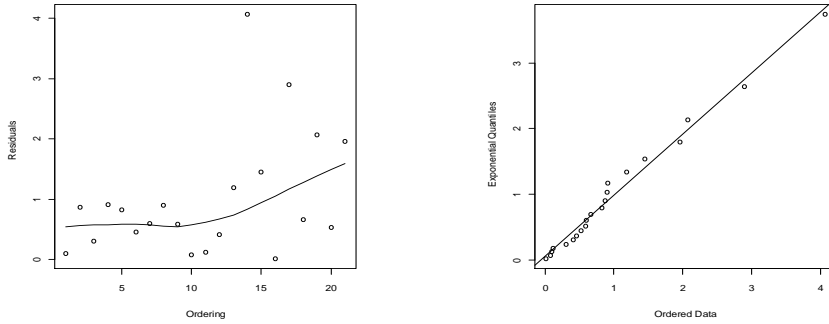 4
3
2
1
0
Residuals
5 10 15 20
Ordering
3
2
1
0
Exponential Quantiles
0 1 2 3 4
Ordered Data